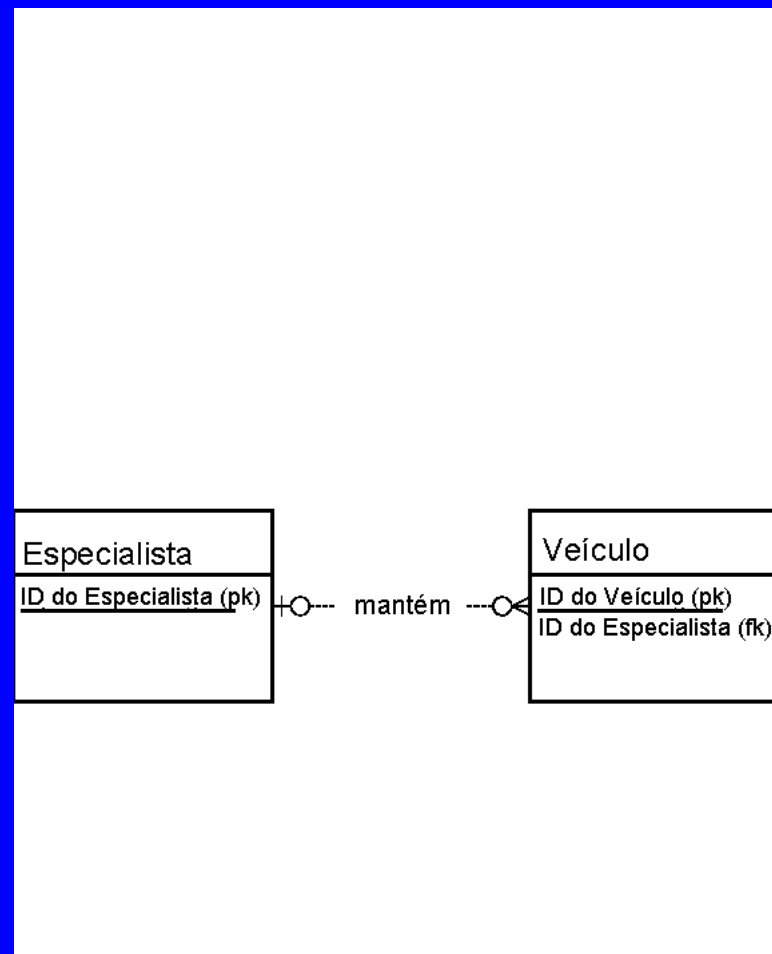 Especialista
ID do Especialista (pk)
mantém
Veículo
ID do Veículo (pk)
ID do Especialista (fk)